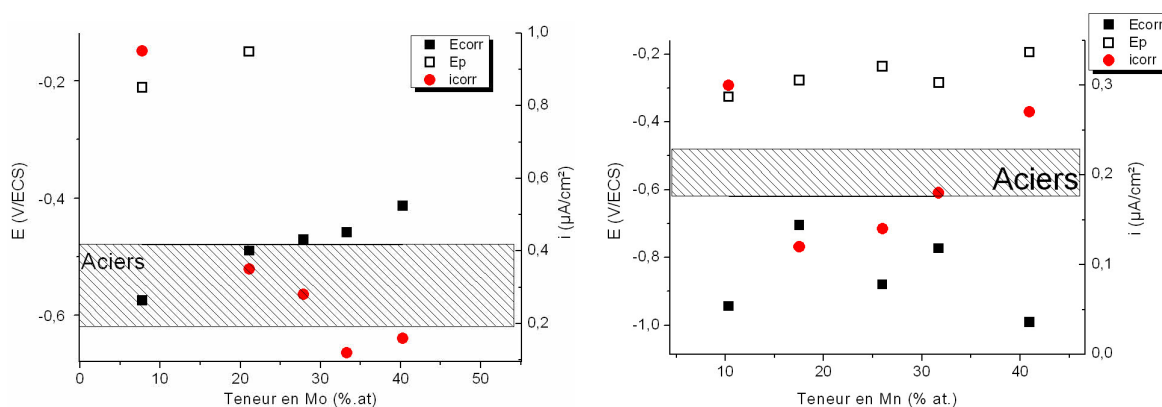 Ecorr
Ep
icorr
-0,2
-0,4
-0,6
E (V/ECS)
1,0
0,8
0,6
0,4
0,2
i (µA/cm²)
Aciers
0 10 20 30 40 50
Teneur en Mo (%.at)
Ecorr
Ep
icorr
-0,2
-0,4
-0,6
-0,8
-1,0
E (V/ECS)
0,3
0,2
0,1
0,0
i (µA/cm²)
Aciers
10 20 30 40
Teneur en Mn (% at.)